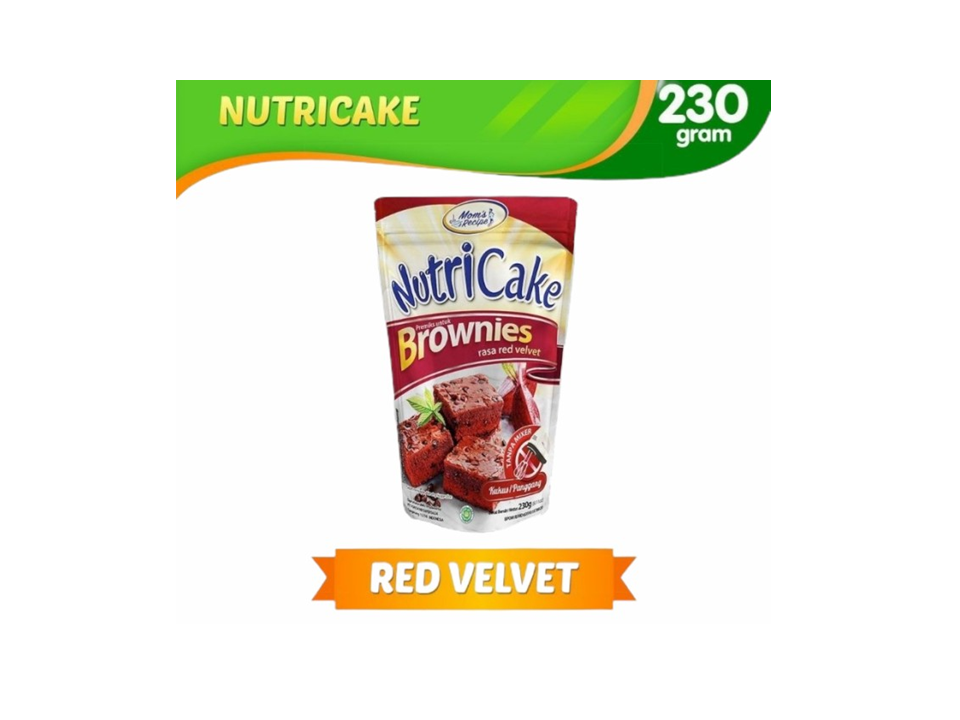 NUTRICAKE
230
gram
Mom's
Recipe
NutriCake
Premiks untuk
Brownies
rasa red velvet
TANPA MIXER
Kukus / Panggang
230g
RED VELVET